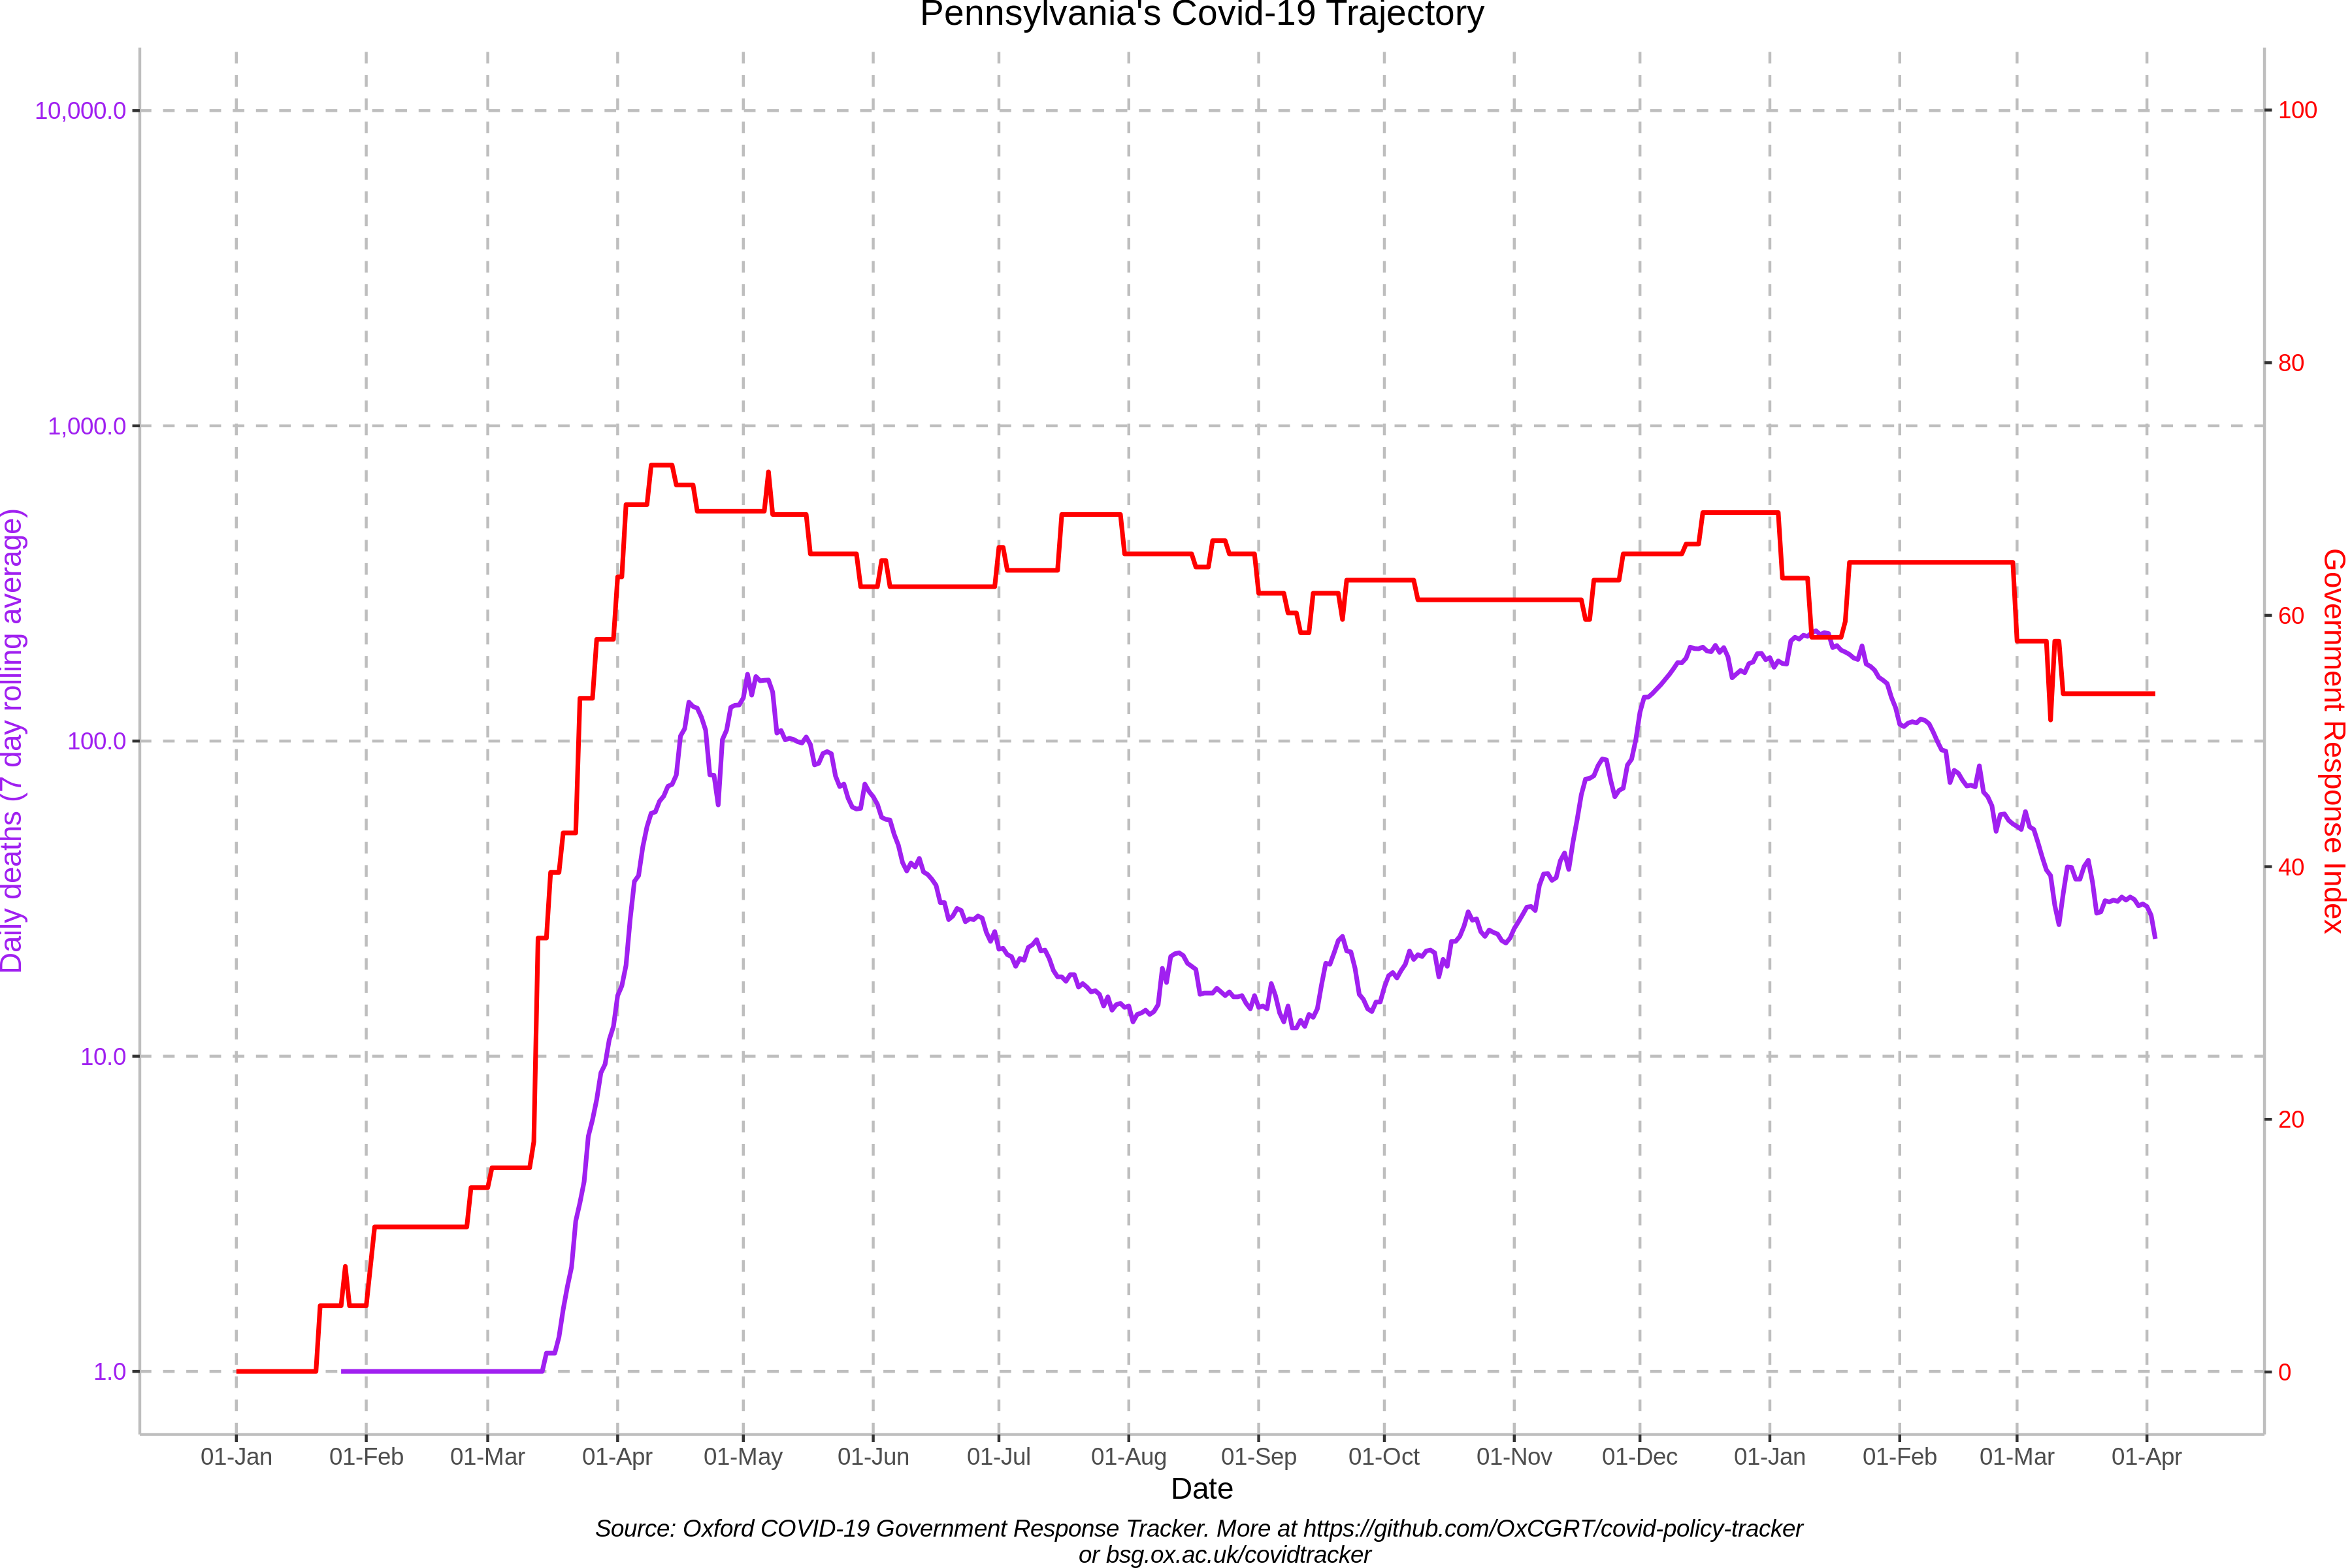 Pennsylvania's Covid-19 Trajectory
10,000.0
1,000.0
100.0
10.0
1.0
Daily deaths (7 day rolling average)
100
80
60
40
20
0
Government Response Index
01-Jan 01-Feb 01-Mar 01-Apr 01-May 01-Jun 01-Jul 01-Aug 01-Sep 01-Oct 01-Nov 01-Dec 01-Jan 01-Feb 01-Mar 01-Apr
Date
Source: Oxford COVID-19 Government Response Tracker. More at https://github.com/OxCGRT/covid-policy-tracker
or bsg.ox.ac.uk/covidtracker